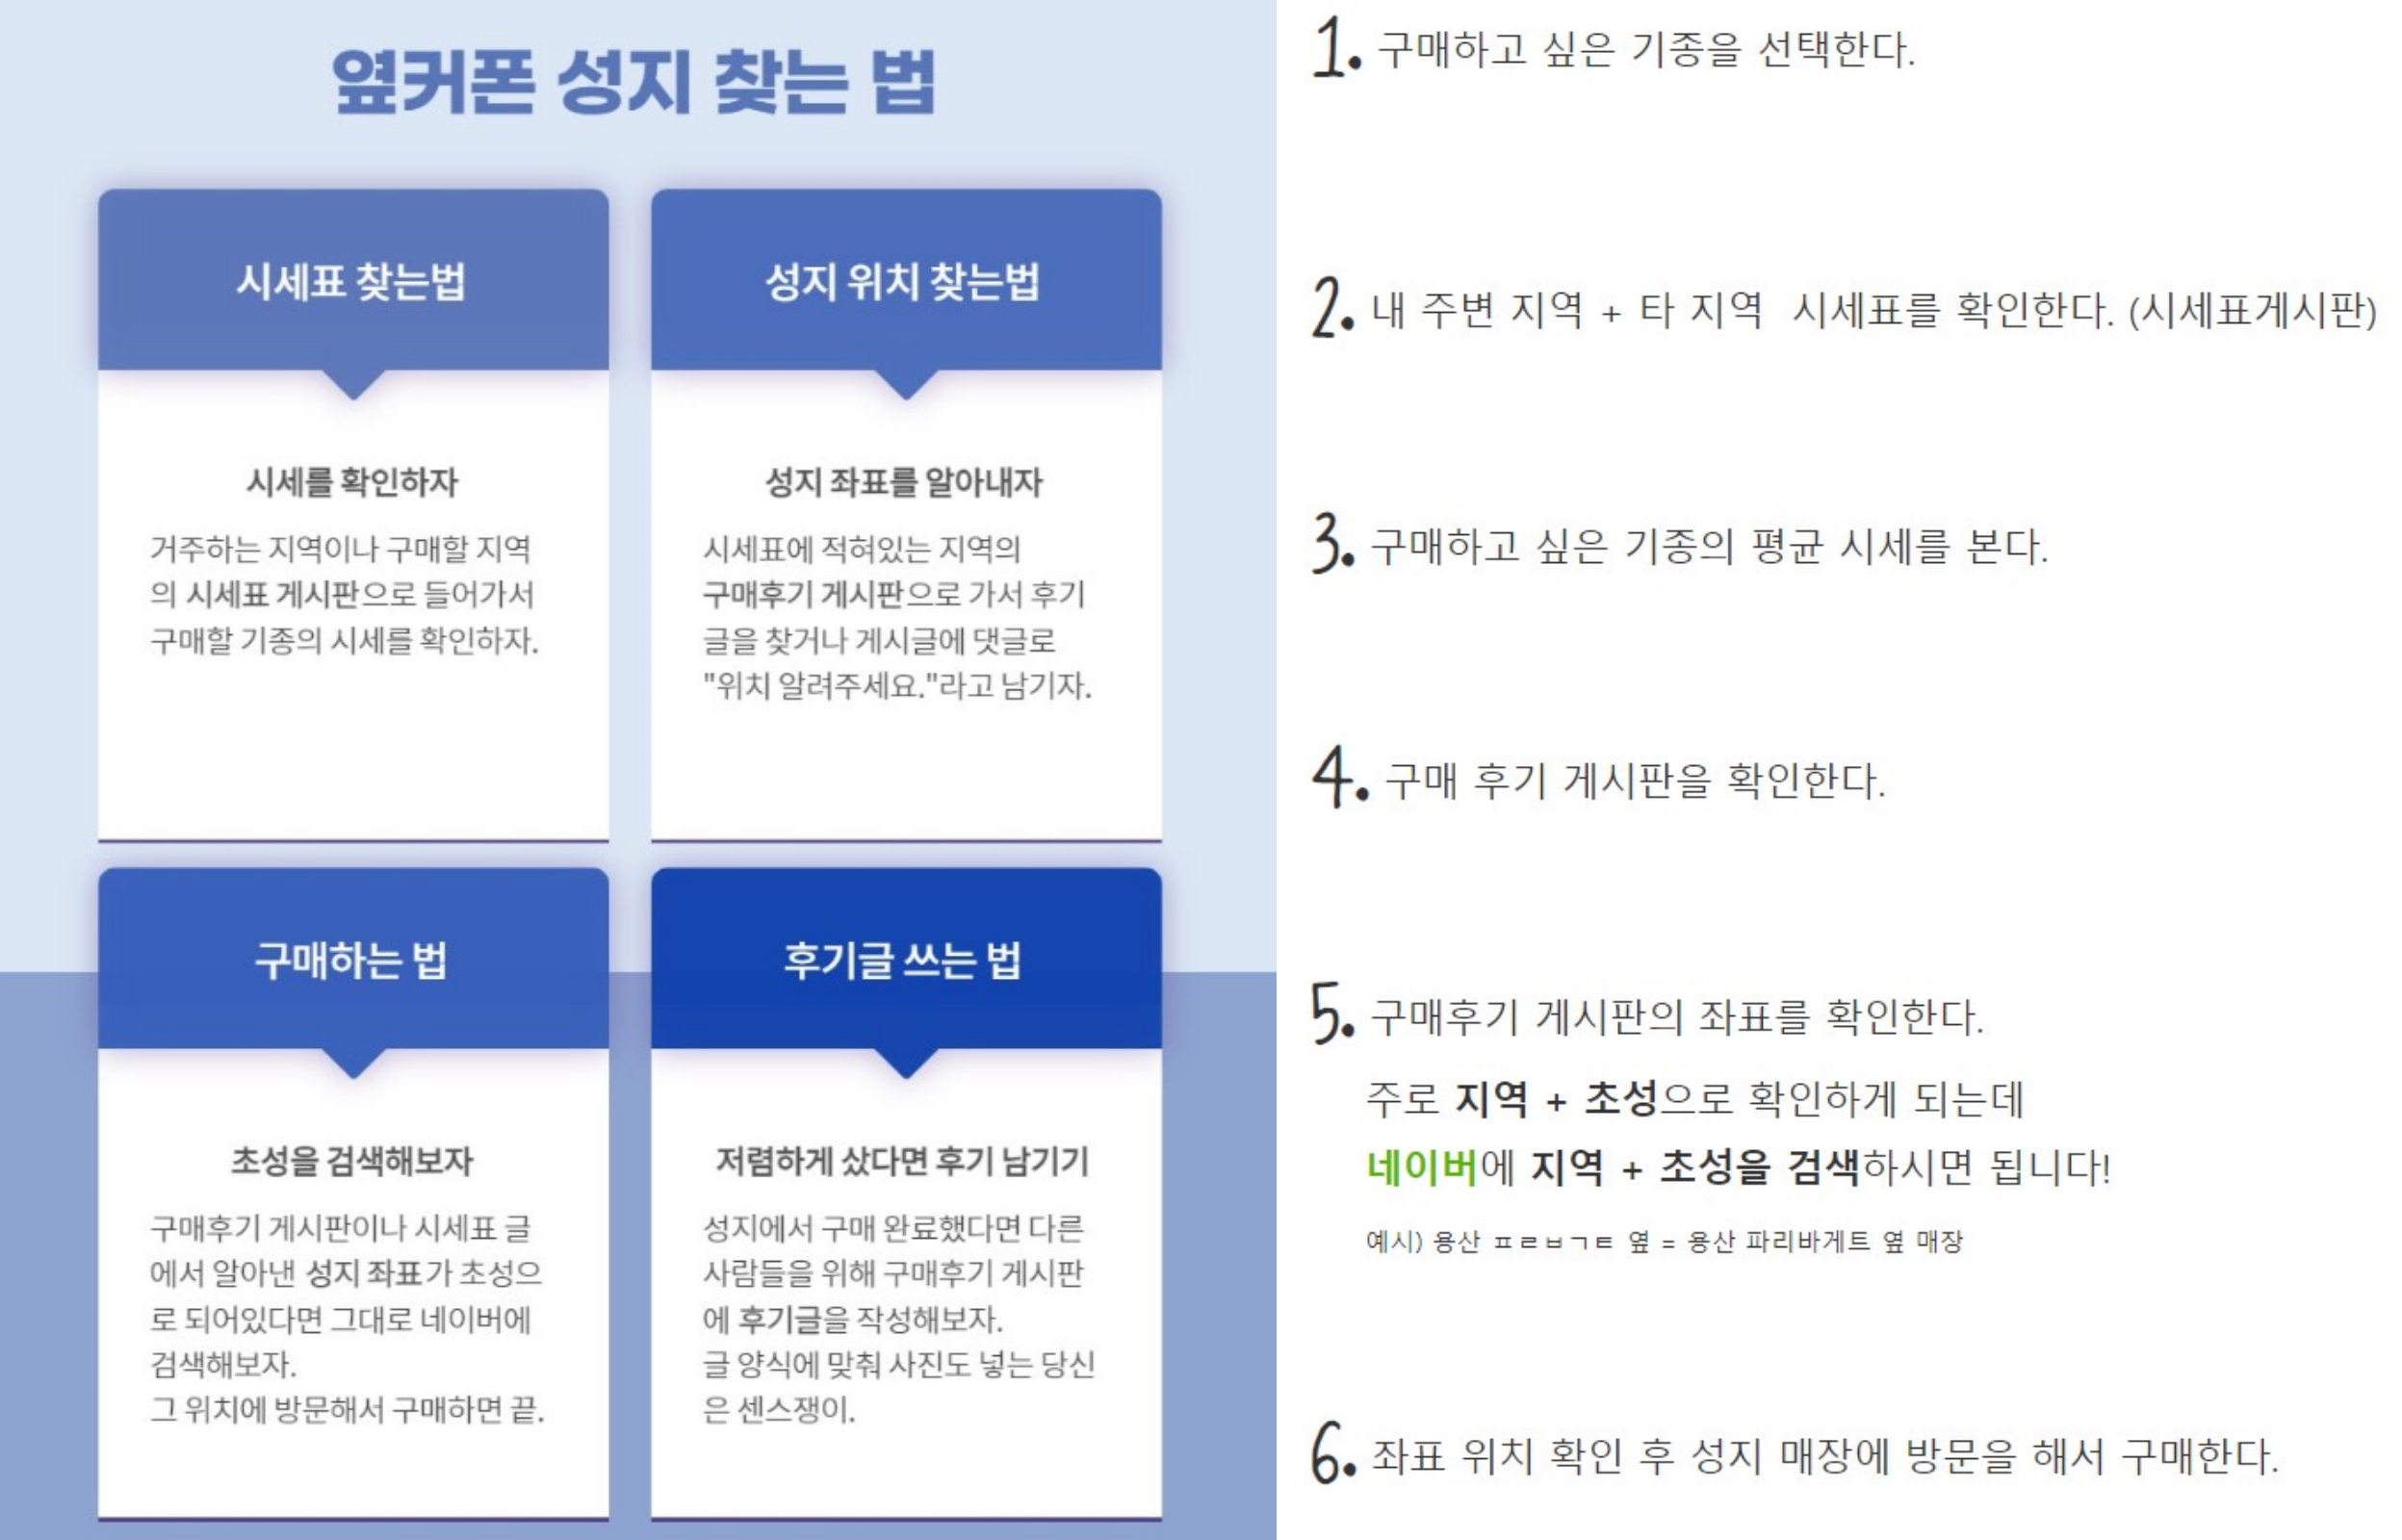 옆커폰 성지 찾는 법
시세표 찾는법
시세를 확인하자
거주하는 지역이나 구매할 지역
의 시세표 게시판으로 들어가서
구매할 기종의 시세를 확인하자.
성지 위치 찾는법
성지 좌표를 알아내자
시세표에 적혀있는 지역의
구매후기 게시판으로 가서 후기
글을 찾거나 게시글에 댓글로
"위치 알려주세요."라고 남기자.
구매하는 법
초성을 검색해보자
구매후기 게시판이나 시세표 글
에서 알아낸 성지 좌표가 초성으
로 되어있다면 그대로 네이버에
검색해보자.
그 위치에 방문해서 구매하면 끝.
후기글 쓰는 법
저렴하게 샀다면 후기 남기기
성지에서 구매 완료했다면 다른
사람들을 위해 구매후기 게시판
에 후기글을 작성해보자.
글 양식에 맞춰 사진도 넣는 당신
은 센스쟁이.
1. 구매하고 싶은 기종을 선택한다.
2. 내 주변 지역 + 타 지역 시세표를 확인한다. (시세표게시판)
3. 구매하고 싶은 기종의 평균 시세를 본다.
4. 구매 후기 게시판을 확인한다.
5. 구매후기 게시판의 좌표를 확인한다.
주로 지역 + 초성으로 확인하게 되는데
네이버에 지역 + 초성을 검색하시면 됩니다!
예시) 용산 ㅍㄹㅂㄱㅌ 옆 = 용산 파리바게트 옆 매장
6. 좌표 위치 확인 후 성지 매장에 방문을 해서 구매한다.